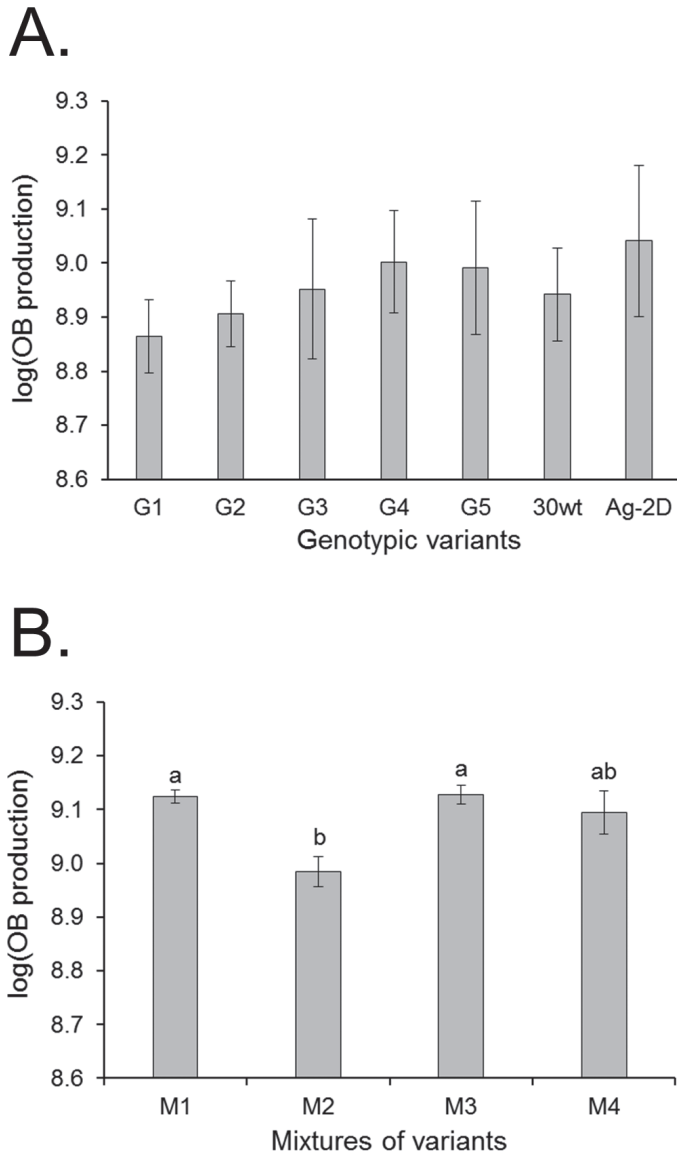 A.
log(OB production)
9.3
9.2
9.1
9.0
8.9
8.8
8.7
8.6
G1 G2 G3 G4 G5 30wt Ag-2D
Genotypic variants
B.
log(OB production)
9.3
9.2
9.1
9.0
8.9
8.8
8.7
8.6
a
b
a
ab
M1 M2 M3 M4
Mixtures of variants